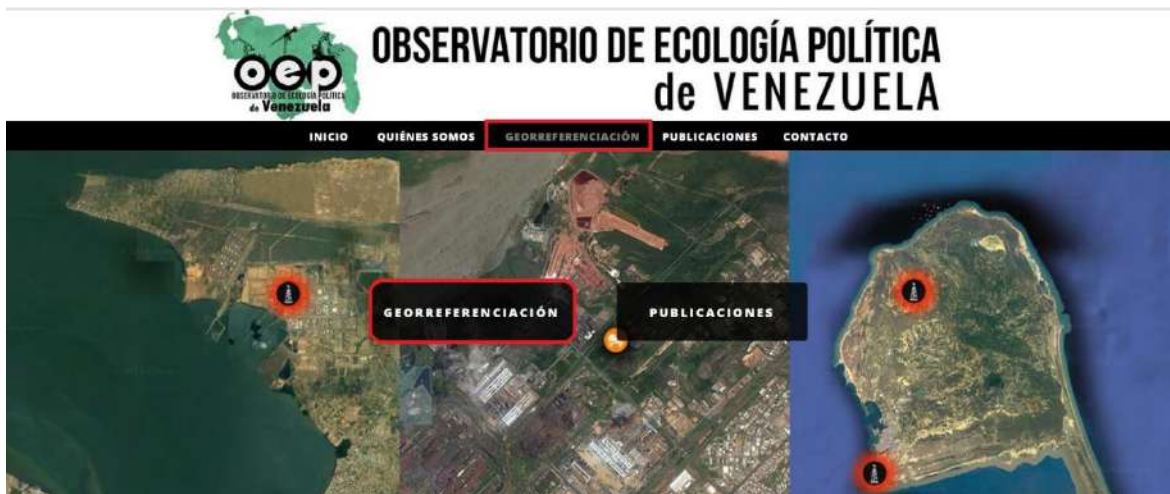 oep
OBSERVATORIO DE ECOLOGÍA POLÍTICA
de Venezuela
OBSERVATORIO DE ECOLOGÍA POLÍTICA
de VENEZUELA
INICIO QUIÉNES SOMOS GEORREFERENCIACIÓN PUBLICACIONES CONTACTO
GEORREFERENCIACIÓN PUBLICACIONES